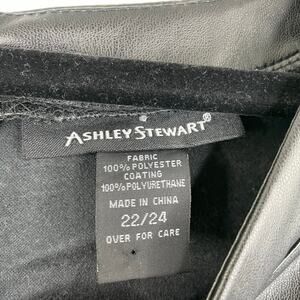 ASHLEY STEWART®
FABRIC
100% POLYESTER
COATING
100% POLYURETHANE
MADE IN CHINA
22/24
OVER FOR CARE